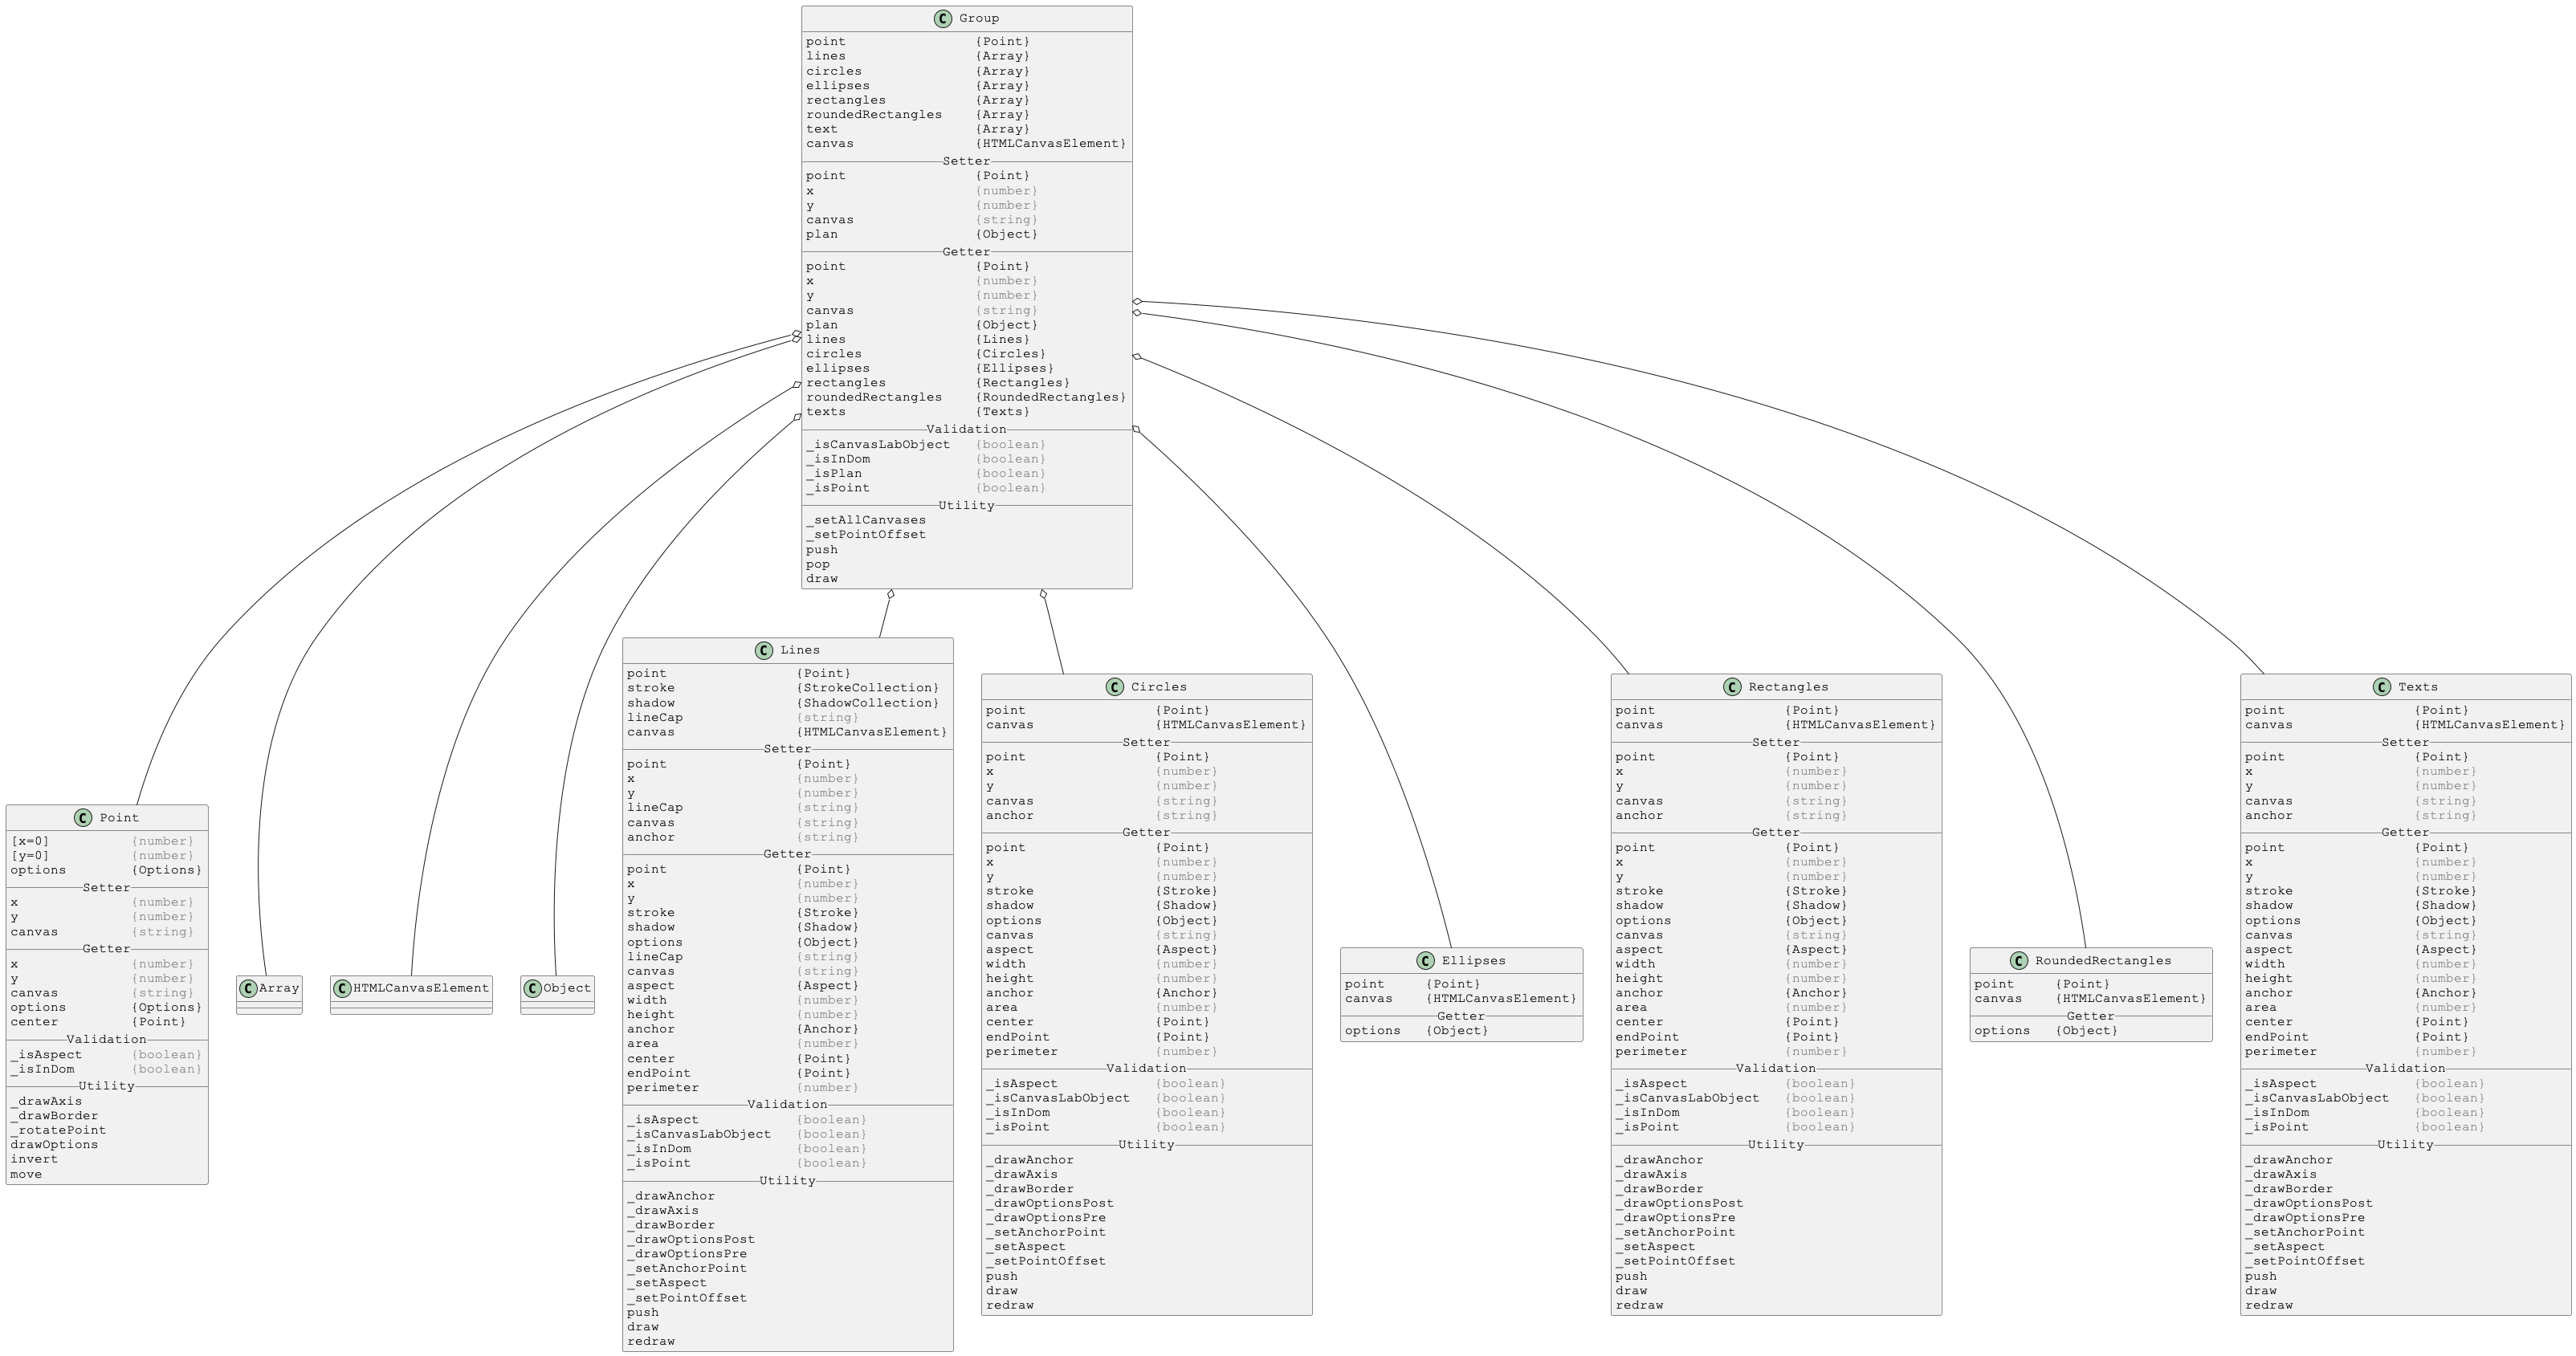 C Group
point {Point}
lines {Array}
circles {Array}
ellipses {Array}
rectangles {Array}
roundedRectangles {Array}
text {Array}
canvas {HTMLCanvasElement}
Setter
point {Point}
x {number}
y {number}
canvas {string}
plan {Object}
Getter
point {Point}
x {number}
y {number}
canvas {string}
plan {Object}
lines {Lines}
circles {Circles}
ellipses {Ellipses}
rectangles {Rectangles}
roundedRectangles {RoundedRectangles}
texts {Texts}
Validation
_isCanvasLabObject {boolean}
_isInDom {boolean}
_isPlan {boolean}
_isPoint {boolean}
Utility
_setAllCanvases
_setPointOffset
push
pop
draw
C Point
[x=0] {number}
[y=0] {number}
options {Options}
Setter
x {number}
y {number}
canvas {string}
Getter
x {number}
y {number}
canvas {string}
options {Options}
center {Point}
Validation
_isAspect {boolean}
_isInDom {boolean}
Utility
_drawAxis
_drawBorder
_rotatePoint
drawOptions
invert
move
C Array
C HTMLCanvasElement
C Object
C Lines
point {Point}
stroke {StrokeCollection}
shadow {ShadowCollection}
lineCap {string}
canvas {HTMLCanvasElement}
Setter
point {Point}
x {number}
y {number}
lineCap {string}
canvas {string}
anchor {string}
Getter
point {Point}
x {number}
y {number}
stroke {Stroke}
shadow {Shadow}
options {Object}
lineCap {string}
canvas {string}
aspect {Aspect}
width {number}
height {number}
anchor {Anchor}
area {number}
center {Point}
endPoint {Point}
perimeter {number}
Validation
_isAspect {boolean}
_isCanvasLabObject {boolean}
_isInDom {boolean}
_isPoint {boolean}
Utility
_drawAnchor
_drawAxis
_drawBorder
_drawOptionsPost
_drawOptionsPre
_setAnchorPoint
_setAspect
_setPointOffset
push
draw
redraw
C Circles
point {Point}
canvas {HTMLCanvasElement}
Setter
point {Point}
x {number}
y {number}
canvas {string}
anchor {string}
Getter
point {Point}
x {number}
y {number}
stroke {Stroke}
shadow {Shadow}
options {Object}
canvas {string}
aspect {Aspect}
width {number}
height {number}
anchor {Anchor}
area {number}
center {Point}
endPoint {Point}
perimeter {number}
Validation
_isAspect {boolean}
_isCanvasLabObject {boolean}
_isInDom {boolean}
_isPoint {boolean}
Utility
_drawAnchor
_drawAxis
_drawBorder
_drawOptionsPost
_drawOptionsPre
_setAnchorPoint
_setAspect
_setPointOffset
push
draw
redraw
C Ellipses
point {Point}
canvas {HTMLCanvasElement}
Getter
options {Object}
C Rectangles
point {Point}
canvas {HTMLCanvasElement}
Setter
point {Point}
x {number}
y {number}
canvas {string}
anchor {string}
Getter
point {Point}
x {number}
y {number}
stroke {Stroke}
shadow {Shadow}
options {Object}
canvas {string}
aspect {Aspect}
width {number}
height {number}
anchor {Anchor}
area {number}
center {Point}
endPoint {Point}
perimeter {number}
Validation
_isAspect {boolean}
_isCanvasLabObject {boolean}
_isInDom {boolean}
_isPoint {boolean}
Utility
_drawAnchor
_drawAxis
_drawBorder
_drawOptionsPost
_drawOptionsPre
_setAnchorPoint
_setAspect
_setPointOffset
push
draw
redraw
C RoundedRectangles
point {Point}
canvas {HTMLCanvasElement}
Getter
options {Object}
C Texts
point {Point}
canvas {HTMLCanvasElement}
Setter
point {Point}
x {number}
y {number}
canvas {string}
anchor {string}
Getter
point {Point}
x {number}
y {number}
stroke {Stroke}
shadow {Shadow}
options {Object}
canvas {string}
aspect {Aspect}
width {number}
height {number}
anchor {Anchor}
area {number}
center {Point}
endPoint {Point}
perimeter {number}
Validation
_isAspect {boolean}
_isCanvasLabObject {boolean}
_isInDom {boolean}
_isPoint {boolean}
Utility
_drawAnchor
_drawAxis
_drawBorder
_drawOptionsPost
_drawOptionsPre
_setAnchorPoint
_setAspect
_setPointOffset
push
draw
redraw